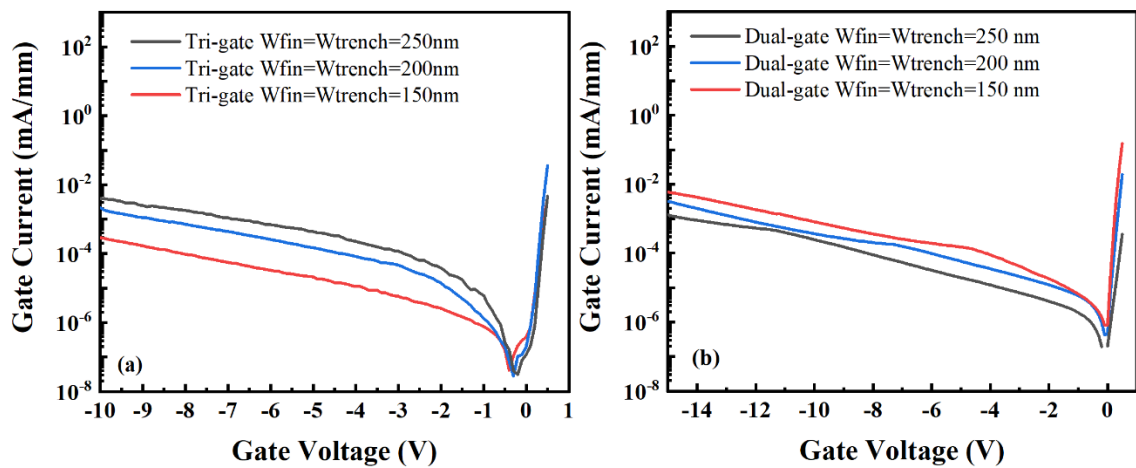 Gate Current (mA/mm)
10^2
10^0
10^-2
10^-4
10^-6
10^-8
Tri-gate Wfin=Wtrench=250nm
Tri-gate Wfin=Wtrench=200nm
Tri-gate Wfin=Wtrench=150nm
(a)
-10 -9 -8 -7 -6 -5 -4 -3 -2 -1 0 1
Gate Voltage (V)
Gate Current (mA/mm)
10^2
10^0
10^-2
10^-4
10^-6
10^-8
Dual-gate Wfin=Wtrench=250 nm
Dual-gate Wfin=Wtrench=200 nm
Dual-gate Wfin=Wtrench=150 nm
(b)
-14 -12 -10 -8 -6 -4 -2 0
Gate Voltage (V)